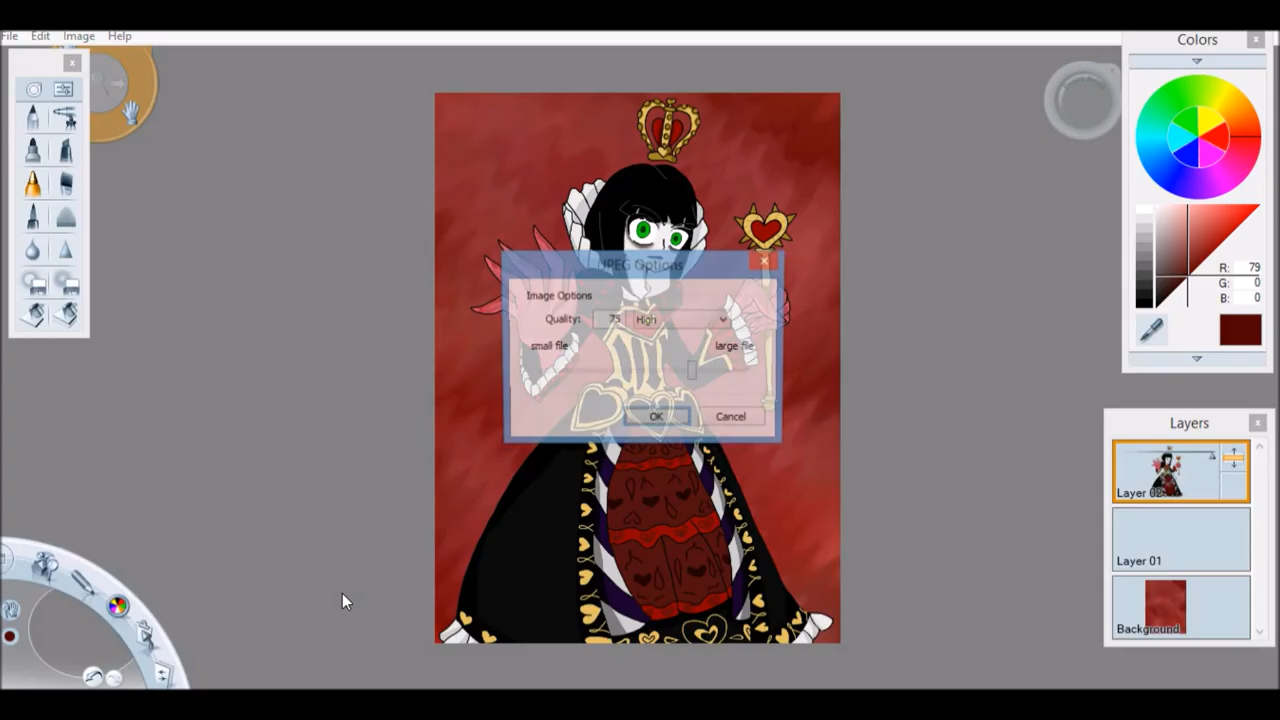 File Edit Image Help
Colors
JPEG Options
Image Options
Quality: 75 High
small file large file
OK Cancel
R: 79
G: 0
B: 0
Layers
Layer 02
Layer 01
Background